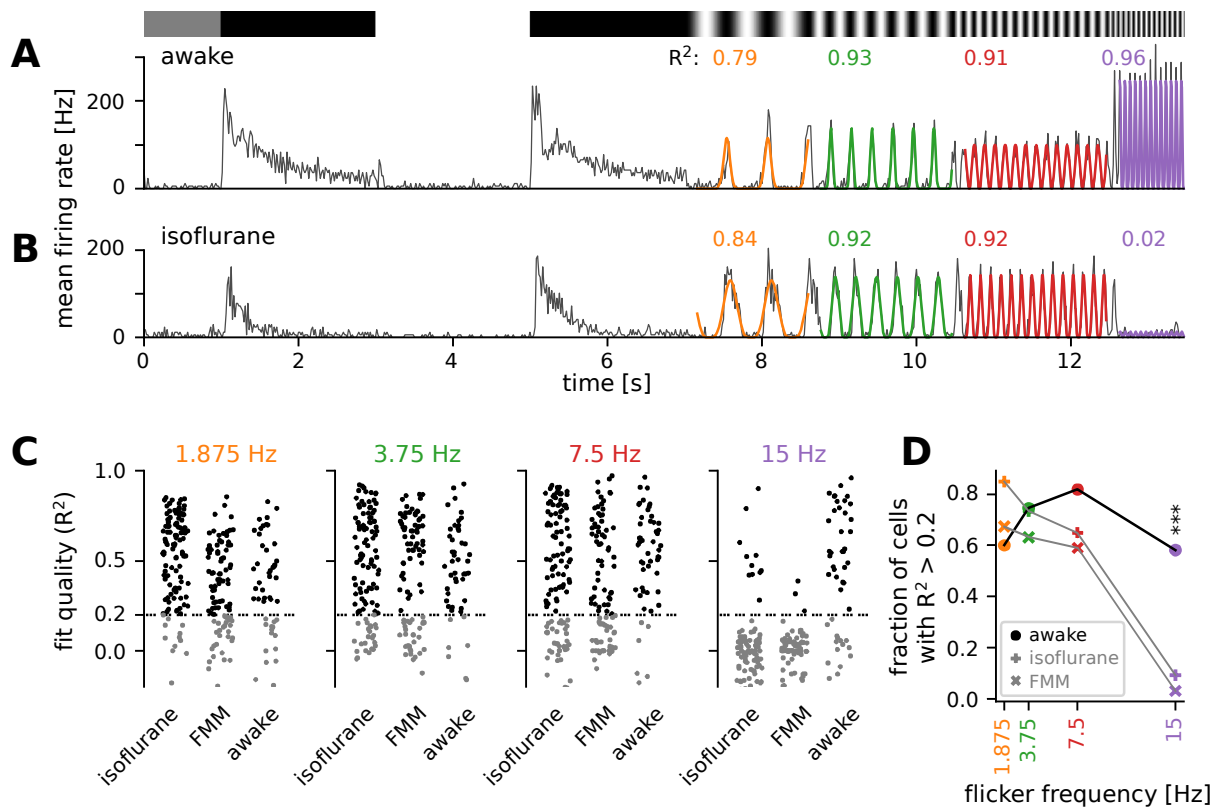 A
awake
R²:
0.79
0.93
0.91
0.96
200
0
mean firing rate [Hz]
B
isoflurane
0.84
0.92
0.92
0.02
200
0
0
2
4
6
8
10
12
time [s]
C
1.875 Hz
3.75 Hz
7.5 Hz
15 Hz
fit quality (R²)
1.0
0.5
0.2
0.0
isoflurane
FMM
awake
isoflurane
FMM
awake
isoflurane
FMM
awake
isoflurane
FMM
awake
D
fraction of cells
with R² > 0.2
0.8
0.6
0.4
0.2
0.0
***
awake
isoflurane
FMM
1.875
3.75
7.5
15
flicker frequency [Hz]